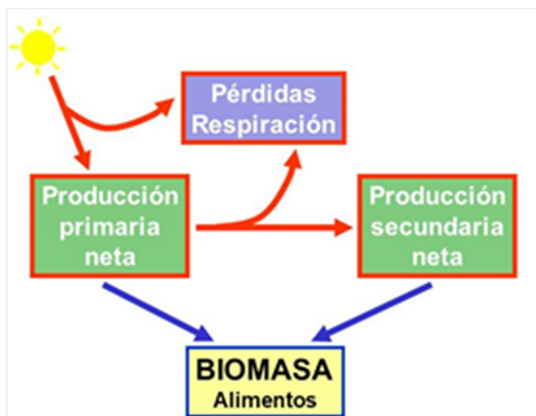 Pérdidas
Respiración
Producción
primaria
neta
Producción
secundaria
neta
BIOMASA
Alimentos